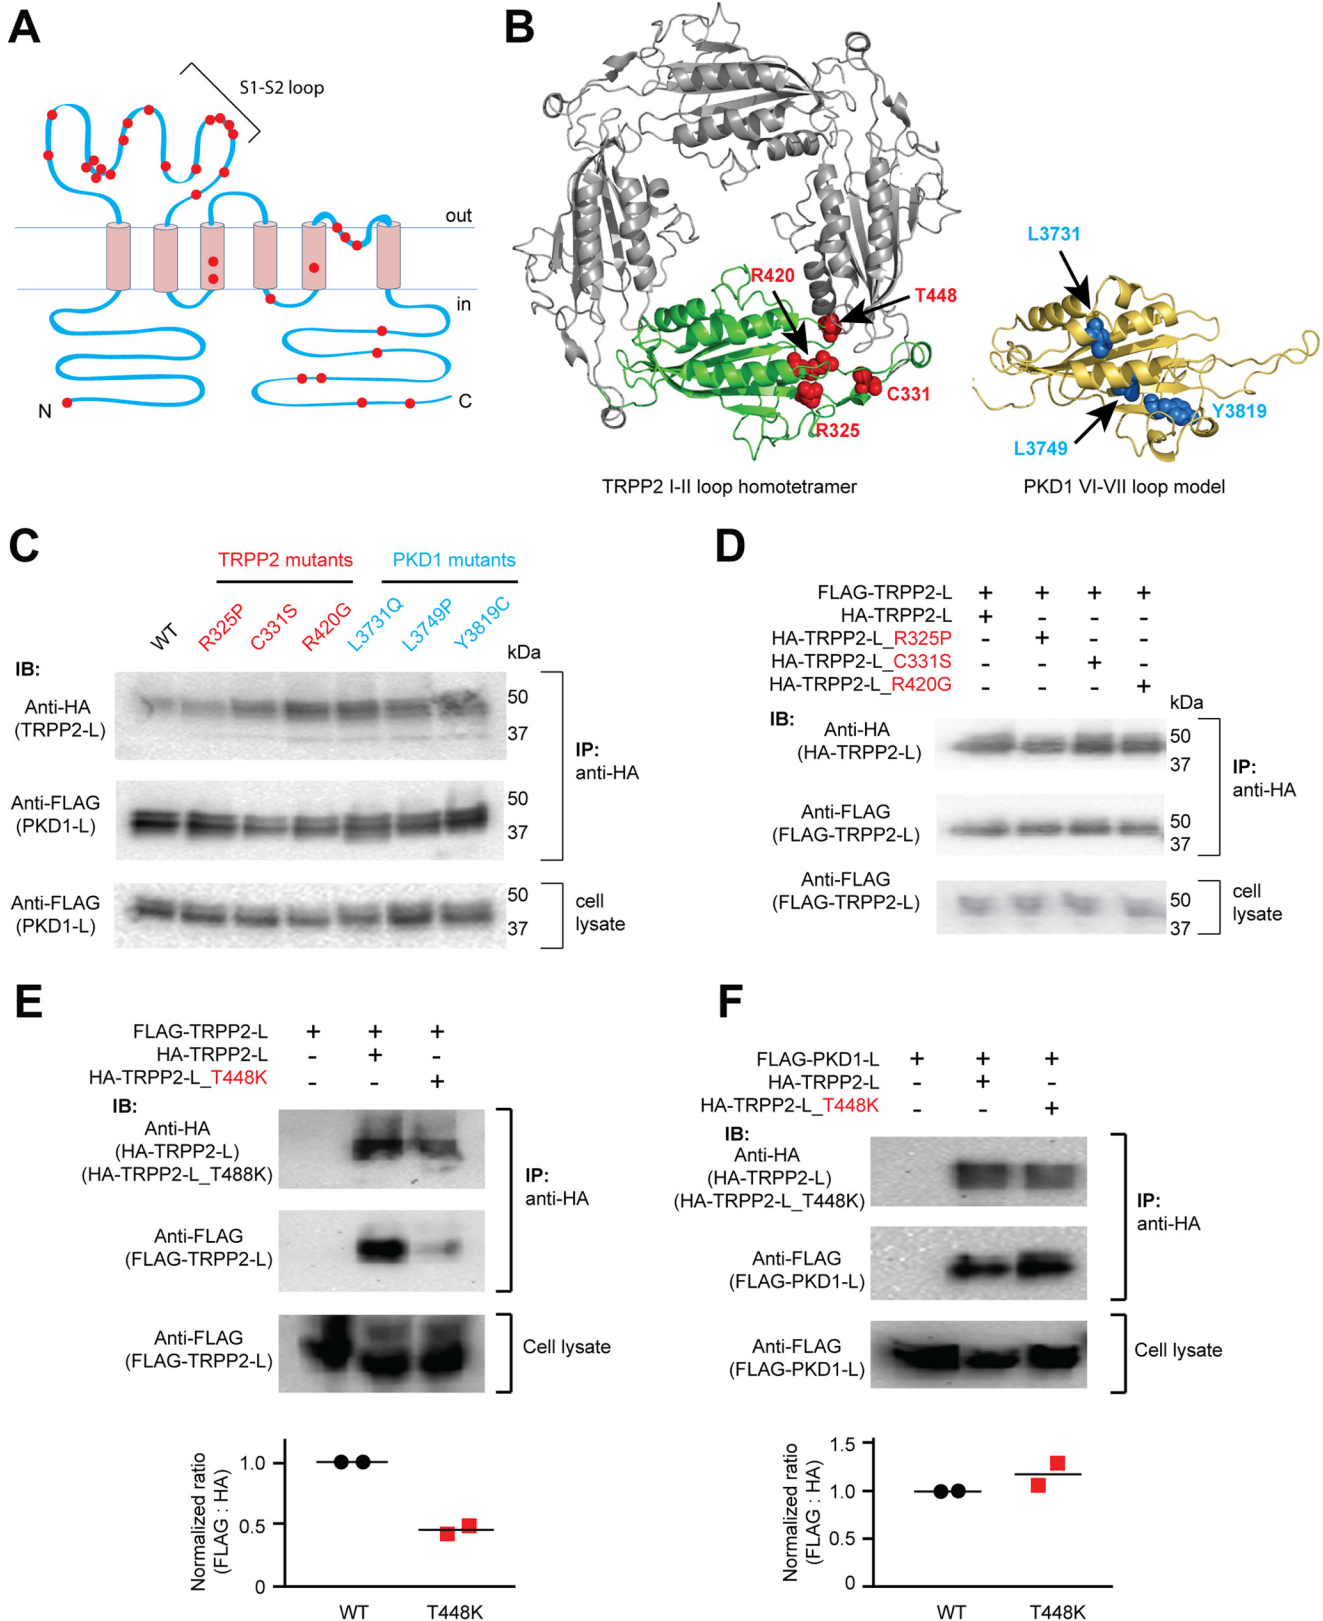 A
S1-S2 loop
out
in
N
C
B
R420
T448
C331
R325
TRPP2 I-II loop homotetramer
L3731
Y3819
L3749
PKD1 VI-VII loop model
C
TRPP2 mutants
PKD1 mutants
WT
R325P
C331S
R420G
L3731Q
L3749P
Y3819C
kDa
IB:
Anti-HA
(TRPP2-L)
50
37
Anti-FLAG
(PKD1-L)
50
37
IP:
anti-HA
Anti-FLAG
(PKD1-L)
50
37
cell
lysate
D
FLAG-TRPP2-L + + + +
HA-TRPP2-L + - - -
HA-TRPP2-L_R325P - + - -
HA-TRPP2-L_C331S - - + -
HA-TRPP2-L_R420G - - - +
kDa
IB:
Anti-HA
(HA-TRPP2-L)
50
37
Anti-FLAG
(FLAG-TRPP2-L)
50
37
IP:
anti-HA
Anti-FLAG
(FLAG-TRPP2-L)
50
37
cell
lysate
E
FLAG-TRPP2-L + + +
HA-TRPP2-L - + -
HA-TRPP2-L_T448K - - +
IB:
Anti-HA
(HA-TRPP2-L)
(HA-TRPP2-L_T488K)
Anti-FLAG
(FLAG-TRPP2-L)
IP:
anti-HA
Anti-FLAG
(FLAG-TRPP2-L)
Cell lysate
Normalized ratio
(FLAG : HA)
1.0
0.5
0
WT
T448K
F
FLAG-PKD1-L + + +
HA-TRPP2-L - + -
HA-TRPP2-L_T448K - - +
IB:
Anti-HA
(HA-TRPP2-L)
(HA-TRPP2-L_T448K)
Anti-FLAG
(FLAG-PKD1-L)
IP:
anti-HA
Anti-FLAG
(FLAG-PKD1-L)
Cell lysate
Normalized ratio
(FLAG : HA)
1.5
1.0
0.5
0
WT
T448K